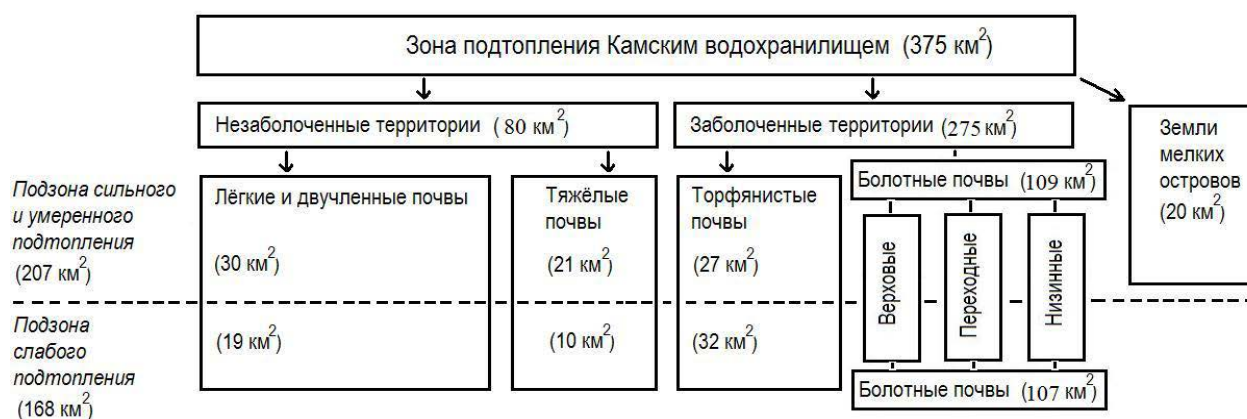 Зона подтопления Камским водохранилищем (375 км²)
Незаболоченные территории (80 км²)
Заболоченные территории (275 км²)
Земли
мелких
островов
(20 км²)
Подзона сильного
и умеренного
подтопления
(207 км²)
Лёгкие и двучленные почвы
(30 км²)
Тяжёлые
почвы
(21 км²)
Торфянистые
почвы
(27 км²)
Болотные почвы (109 км²)
Верховые
Переходные
Низинные
Подзона
слабого
подтопления
(168 км²)
(19 км²)
(10 км²)
(32 км²)
Болотные почвы (107 км²)